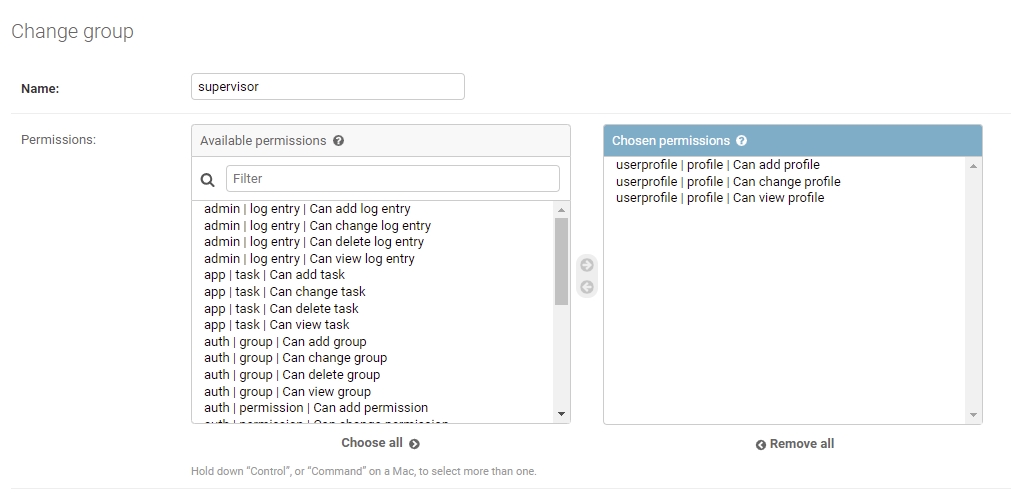 Change group
Name:
supervisor
Permissions:
Available permissions
Filter
admin | log entry | Can add log entry
admin | log entry | Can change log entry
admin | log entry | Can delete log entry
admin | log entry | Can view log entry
app | task | Can add task
app | task | Can change task
app | task | Can delete task
app | task | Can view task
auth | group | Can add group
auth | group | Can change group
auth | group | Can delete group
auth | group | Can view group
auth | permission | Can add permission
auth | permission | Can change permission
Choose all
Chosen permissions
userprofile | profile | Can add profile
userprofile | profile | Can change profile
userprofile | profile | Can view profile
Remove all
Hold down “Control”, or “Command” on a Mac, to select more than one.